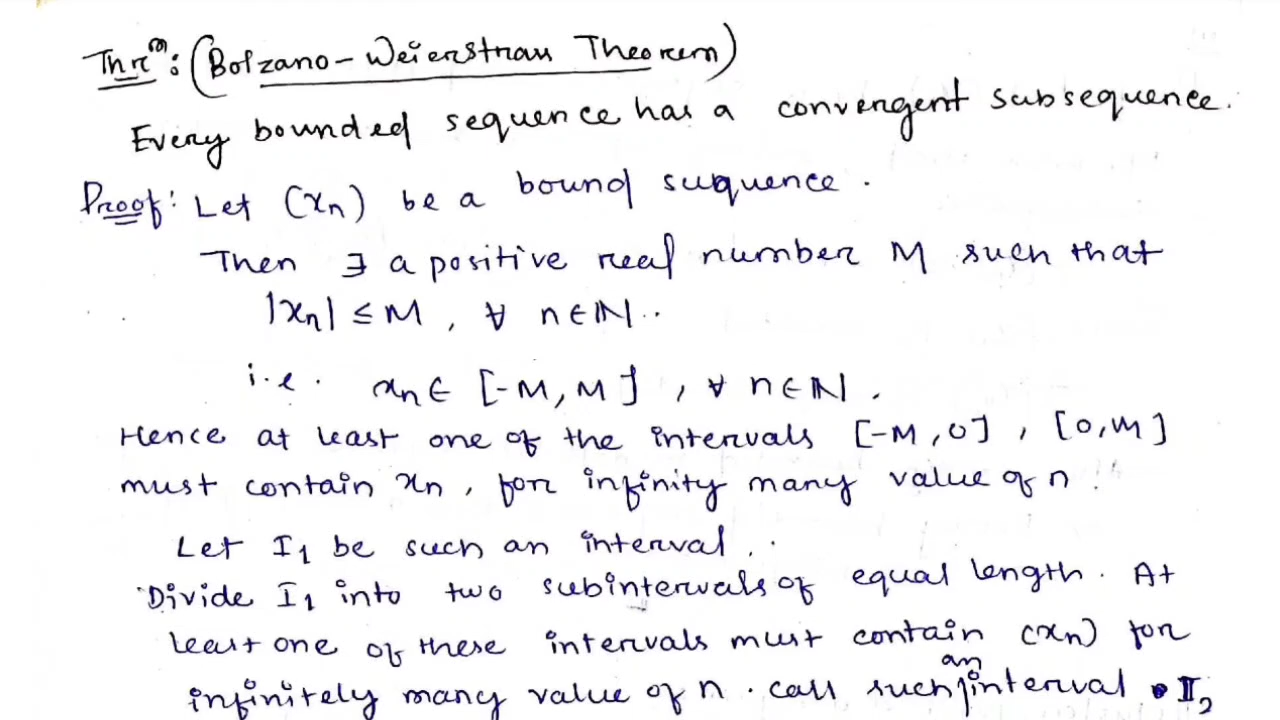 Thrm: (Bolzano-Weierstrass Theorem)
Every bounded sequence has a convergent subsequence.
Proof: Let (xn) be a bound suquence.
Then ∃ a positive real number M such that
|xn| ≤ M, ∀ n∈ℕ.
i.e. xn ∈ [-M, M], ∀ n∈ℕ.
Hence at least one of the intervals [-M, 0], [0, M]
must contain xn, for infinity many value of n.
Let I1 be such an interval.
Divide I1 into two subintervals of equal length. At
least one of these intervals must contain (xn) for
infinitely many value of n. call such an interval I2